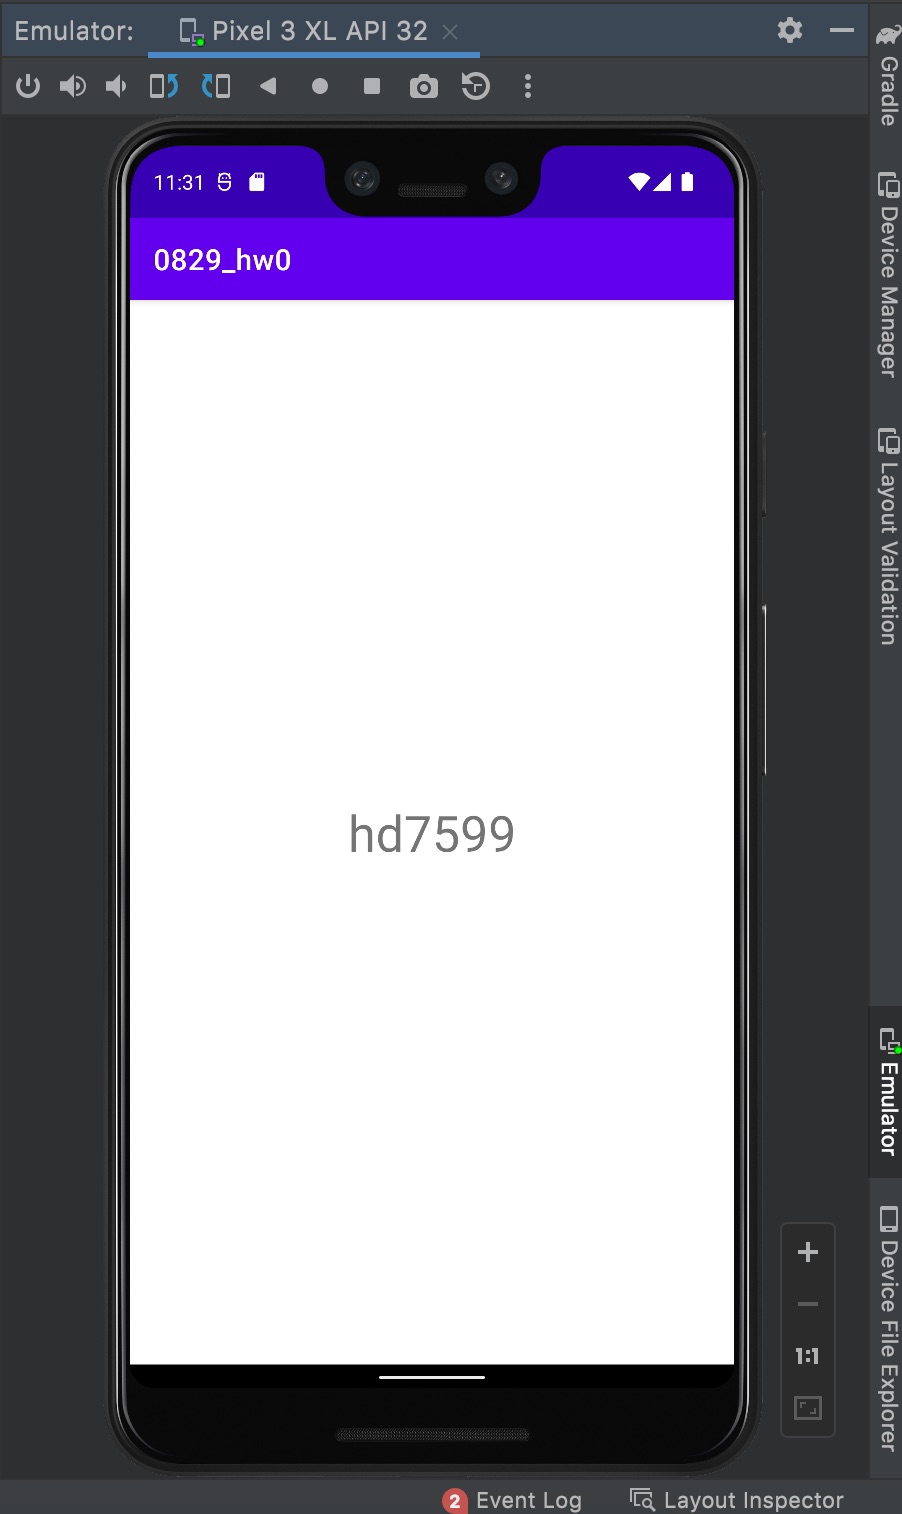 Emulator: Pixel 3 XL API 32
11:31
0829_hw0
hd7599
1:1
Gradle
Device Manager
Layout Validation
Emulator
Device File Explorer
2 Event Log
Layout Inspector